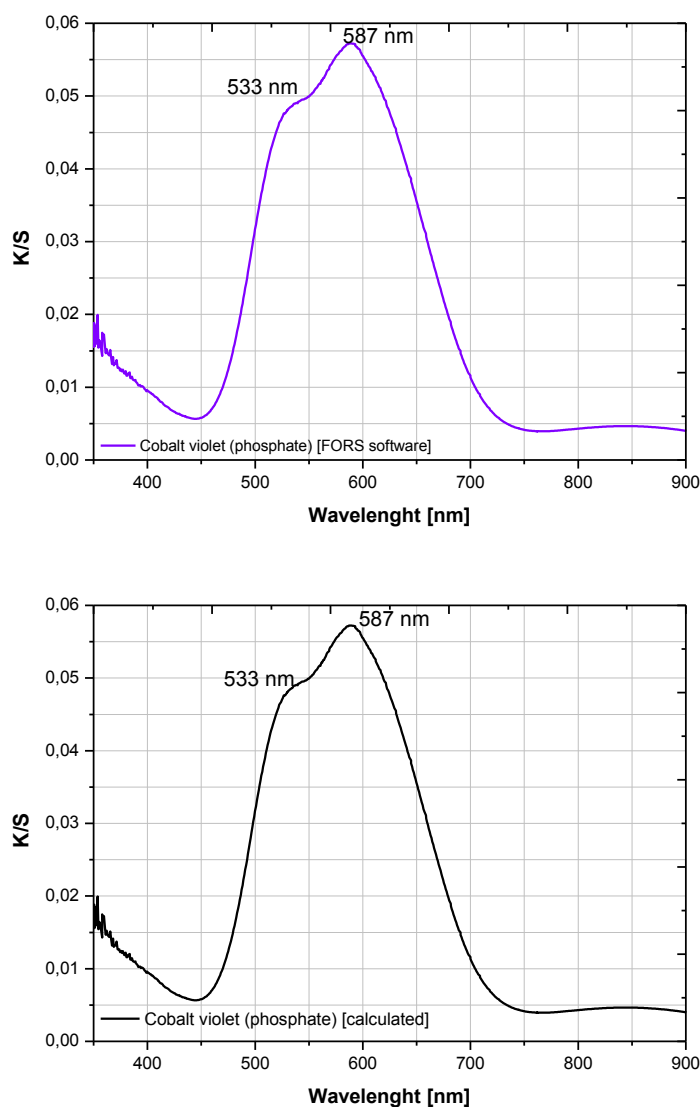 0,06
587 nm
533 nm
0,05
0,04
K/S
0,03
0,02
0,01
Cobalt violet (phosphate) [FORS software]
0,00
400 500 600 700 800 900
Wavelenght [nm]
0,06
587 nm
533 nm
0,05
0,04
K/S
0,03
0,02
0,01
Cobalt violet (phosphate) [calculated]
0,00
400 500 600 700 800 900
Wavelenght [nm]